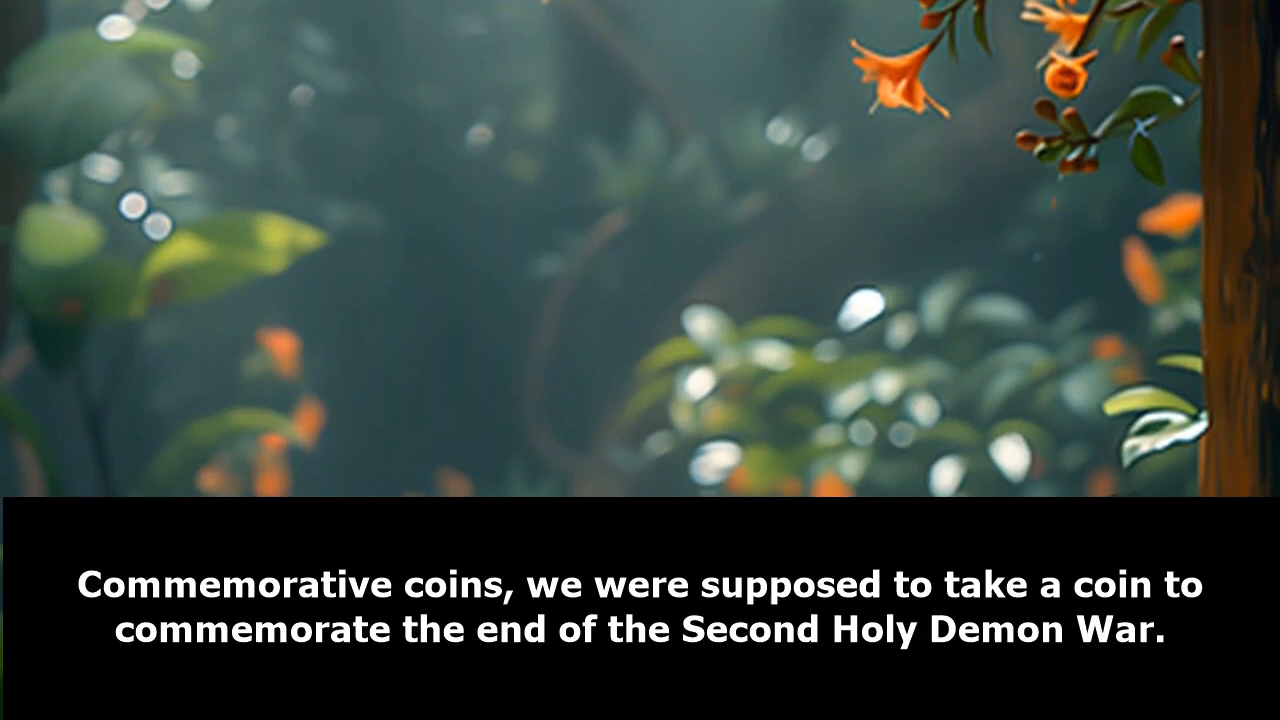 Commemorative coins, we were supposed to take a coin to
commemorate the end of the Second Holy Demon War.